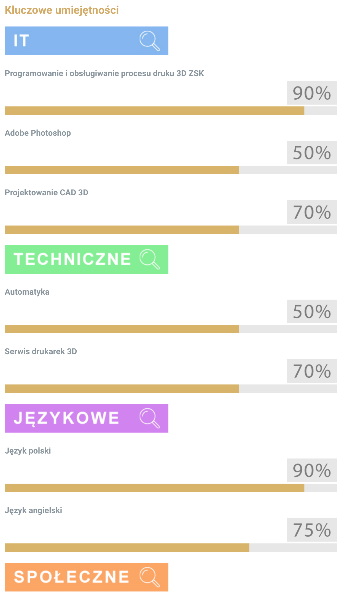 Kluczowe umiejętności
IT
Programowanie i obsługiwanie procesu druku 3D ZSK
90%
Adobe Photoshop
50%
Projektowanie CAD 3D
70%
TECHNICZNE
Automatyka
50%
Serwis drukarek 3D
70%
JĘZYKOWE
Język polski
90%
Język angielski
75%
SPOŁECZNE